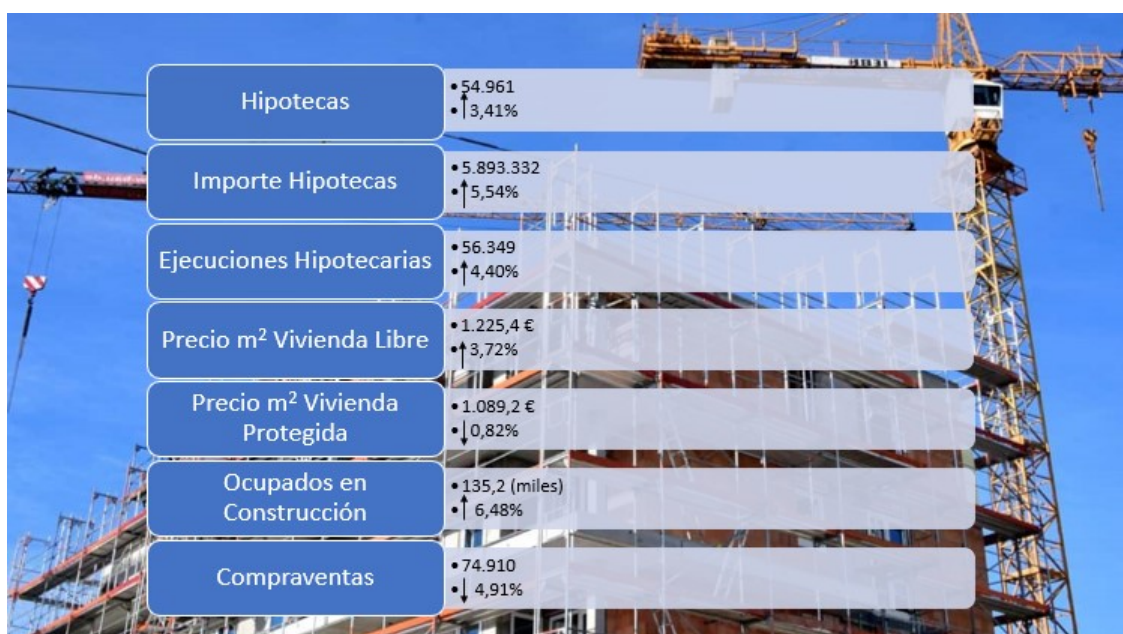 Hipotecas
• 54.961
• ↑ 3,41%
Importe Hipotecas
• 5.893.332
• ↑ 5,54%
Ejecuciones Hipotecarias
• 56.349
• ↑ 4,40%
Precio m² Vivienda Libre
• 1.225,4 €
• ↑ 3,72%
Precio m² Vivienda
Protegida
• 1.089,2 €
• ↓ 0,82%
Ocupados en
Construcción
• 135,2 (miles)
• ↑ 6,48%
Compraventas
• 74.910
• ↓ 4,91%